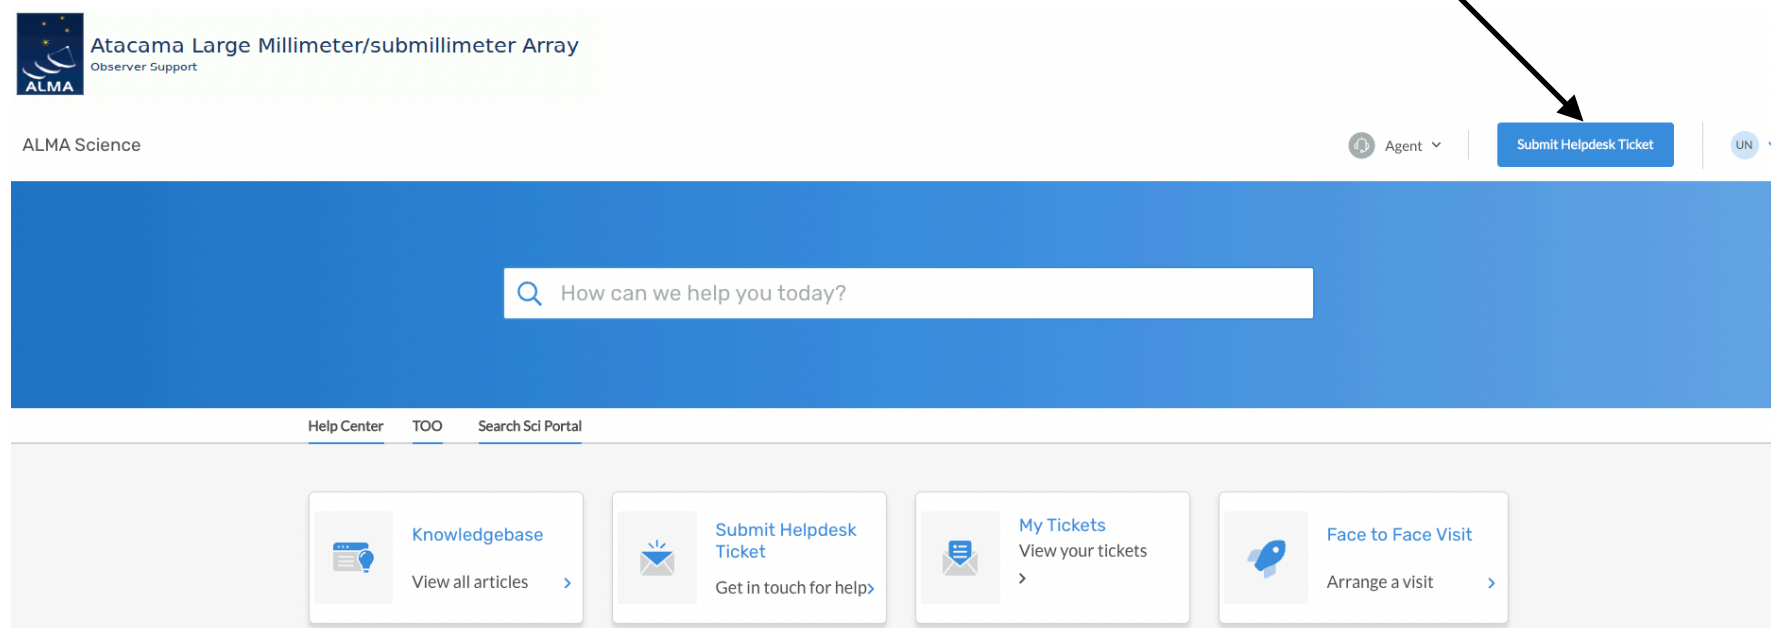 Atacama Large Millimeter/submillimeter Array
Observer Support
ALMA
ALMA Science
Agent
Submit Helpdesk Ticket
UN
How can we help you today?
Help Center
TOO
Search Sci Portal
Knowledgebase
View all articles
Submit Helpdesk
Ticket
Get in touch for help
My Tickets
View your tickets
Face to Face Visit
Arrange a visit